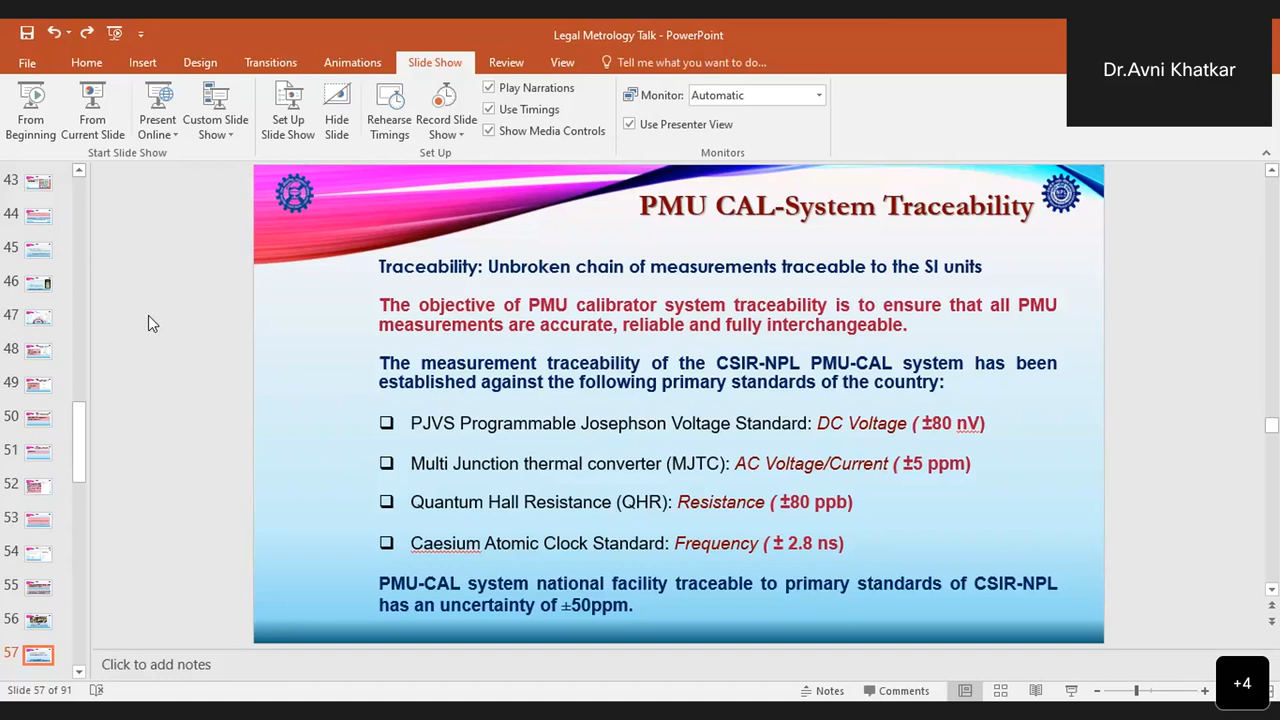 Legal Metrology Talk - PowerPoint
Dr.Avni Khatkar
File Home Insert Design Transitions Animations Slide Show Review View Tell me what you want to do...
From Beginning
From Current Slide
Present Online
Custom Slide Show
Start Slide Show
Set Up Slide Show
Hide Slide
Rehearse Timings
Record Slide Show
Play Narrations
Use Timings
Show Media Controls
Set Up
Monitor: Automatic
Use Presenter View
Monitors
43
44
45
46
47
48
49
50
51
52
53
54
55
56
57
PMU CAL-System Traceability
Traceability: Unbroken chain of measurements traceable to the SI units
The objective of PMU calibrator system traceability is to ensure that all PMU
measurements are accurate, reliable and fully interchangeable.
The measurement traceability of the CSIR-NPL PMU-CAL system has been
established against the following primary standards of the country:
PJVS Programmable Josephson Voltage Standard: DC Voltage ( ±80 nV)
Multi Junction thermal converter (MJTC): AC Voltage/Current ( ±5 ppm)
Quantum Hall Resistance (QHR): Resistance ( ±80 ppb)
Caesium Atomic Clock Standard: Frequency ( ± 2.8 ns)
PMU-CAL system national facility traceable to primary standards of CSIR-NPL
has an uncertainty of ±50ppm.
Click to add notes
Slide 57 of 91
Notes
Comments
+4